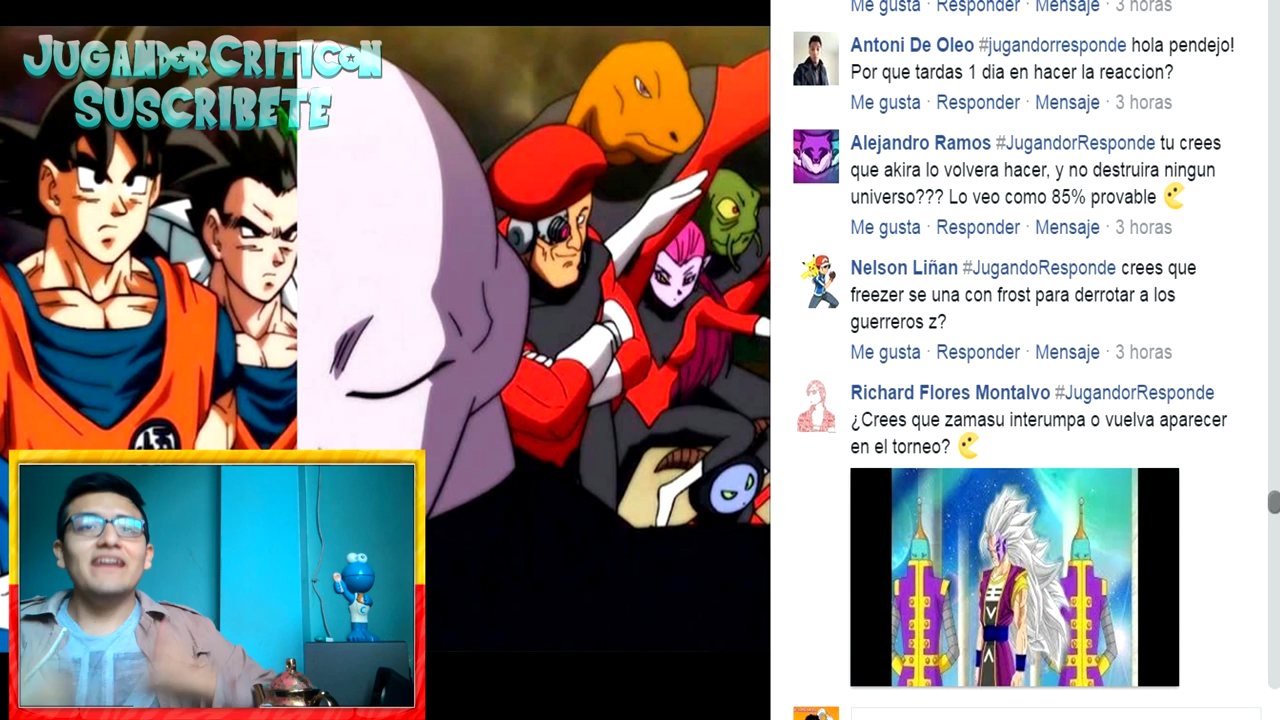 JUGANDORCRITICON
SUSCRIBETE
Me gusta · Responder · Mensaje · 3 horas
Antoni De Oleo #jugandorresponde hola pendejo!
Por que tardas 1 dia en hacer la reaccion?
Me gusta · Responder · Mensaje · 3 horas
Alejandro Ramos #JugandorResponde tu crees
que akira lo volvera hacer, y no destruira ningun
universo??? Lo veo como 85% provable
Me gusta · Responder · Mensaje · 3 horas
Nelson Liñan #JugandoResponde crees que
freezer se una con frost para derrotar a los
guerreros z?
Me gusta · Responder · Mensaje · 3 horas
Richard Flores Montalvo #JugandorResponde
¿Crees que zamasu interumpa o vuelva aparecer
en el torneo?